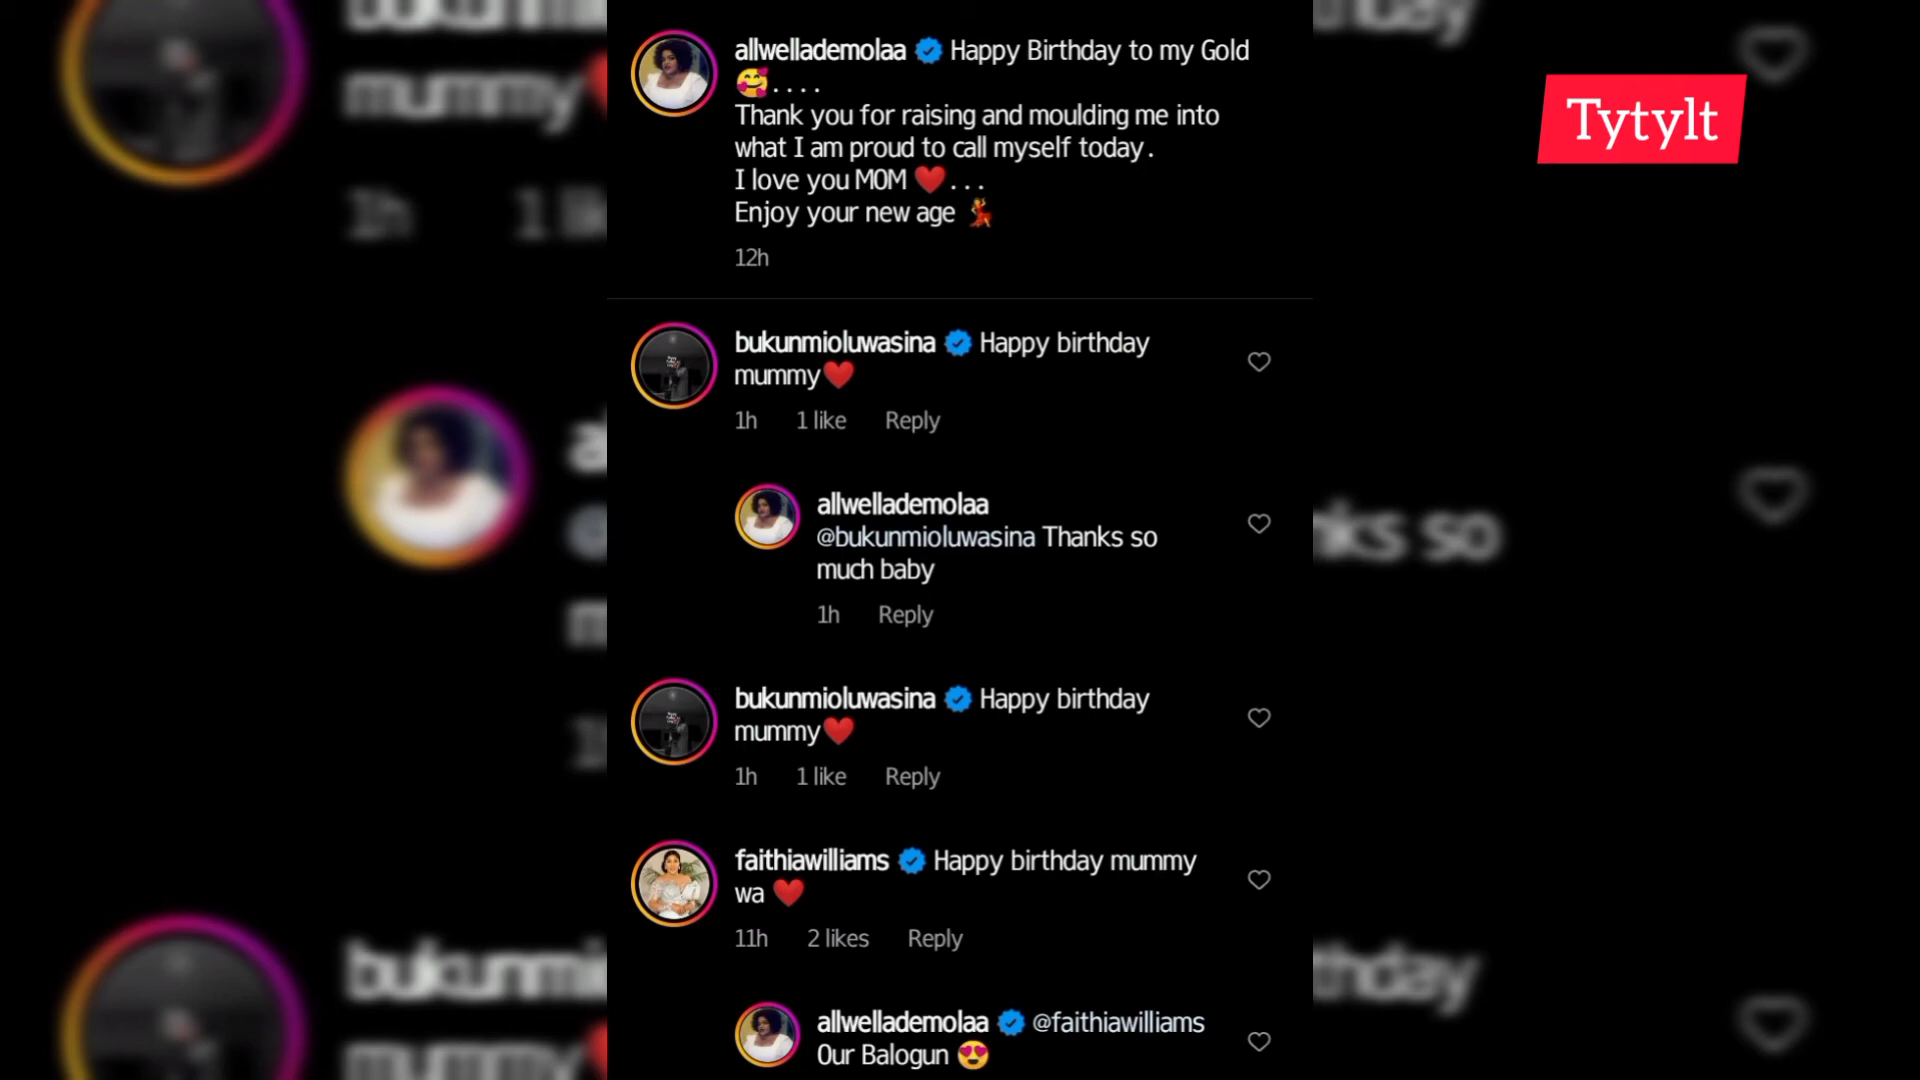 allwellademolaa Happy Birthday to my Gold
🥰....
Thank you for raising and moulding me into
what I am proud to call myself today.
I love you MOM ❤️...
Enjoy your new age 💃
12h
bukunmioluwasina Happy birthday
mummy❤️
1h 1 like Reply
allwellademolaa
@bukunmioluwasina Thanks so
much baby
1h Reply
bukunmioluwasina Happy birthday
mummy❤️
1h 1 like Reply
faithiawilliams Happy birthday mummy
wa ❤️
11h 2 likes Reply
allwellademolaa @faithiawilliams
Our Balogun 😍
Tytylt